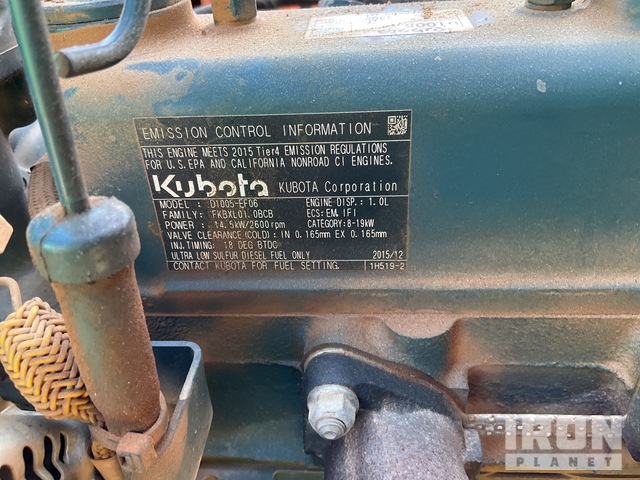 EMISSION CONTROL INFORMATION
THIS ENGINE MEETS 2015 Tier4 EMISSION REGULATIONS
FOR U.S. EPA AND CALIFORNIA NONROAD CI ENGINES.
Kubota KUBOTA Corporation
MODEL : D1005-EF06 ENGINE DISP.: 1.0L
FAMILY: FKBXL01.0BCB ECS: EM, IFI
POWER : 14.5kW/2600rpm CATEGORY: 8-19kW
VALVE CLEARANCE (COLD): IN 0.165mm EX 0.165mm
INJ. TIMING: 18 DEG BTDC
ULTRA LOW SULFUR DIESEL FUEL ONLY 2015/12
CONTACT KUBOTA FOR FUEL SETTING. 1H519-2
IRON
PLANET